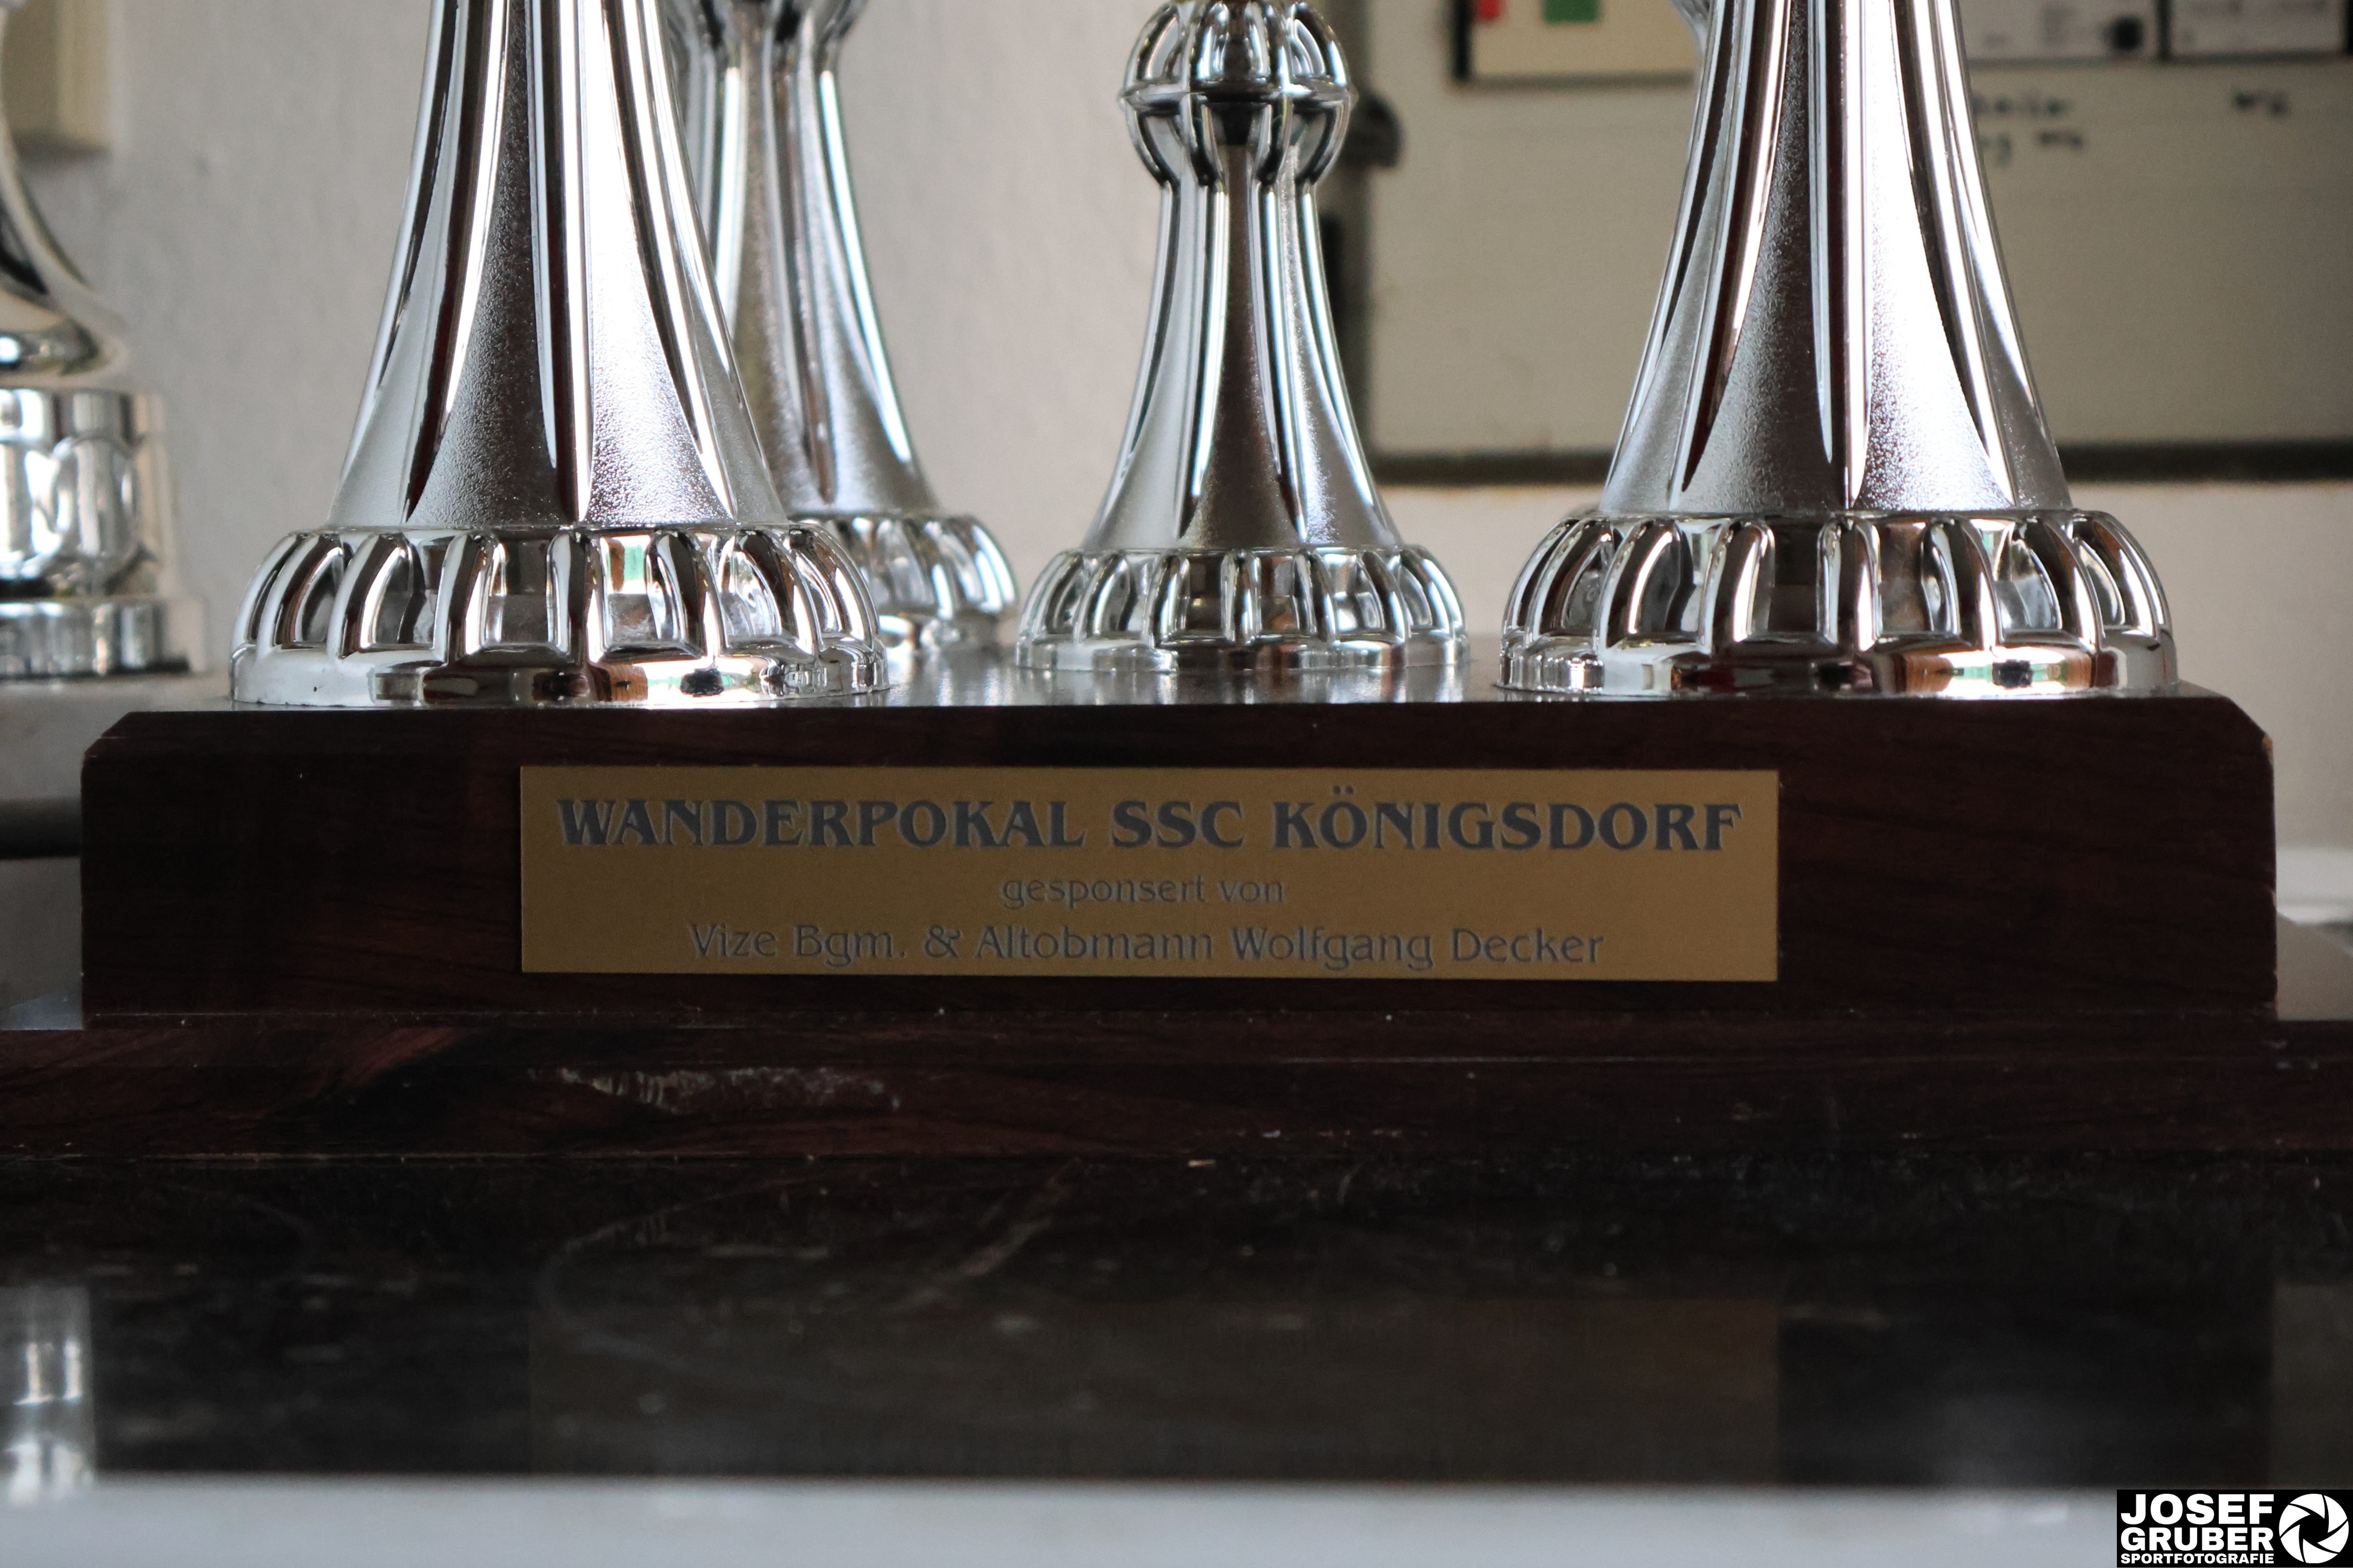 WANDERPOKAL SSC KÖNIGSDORF
gesponsert von
Vize Bgm. & Altobmann Wolfgang Decker
JOSEF
GRUBER
SPORTFOTOGRAFIE